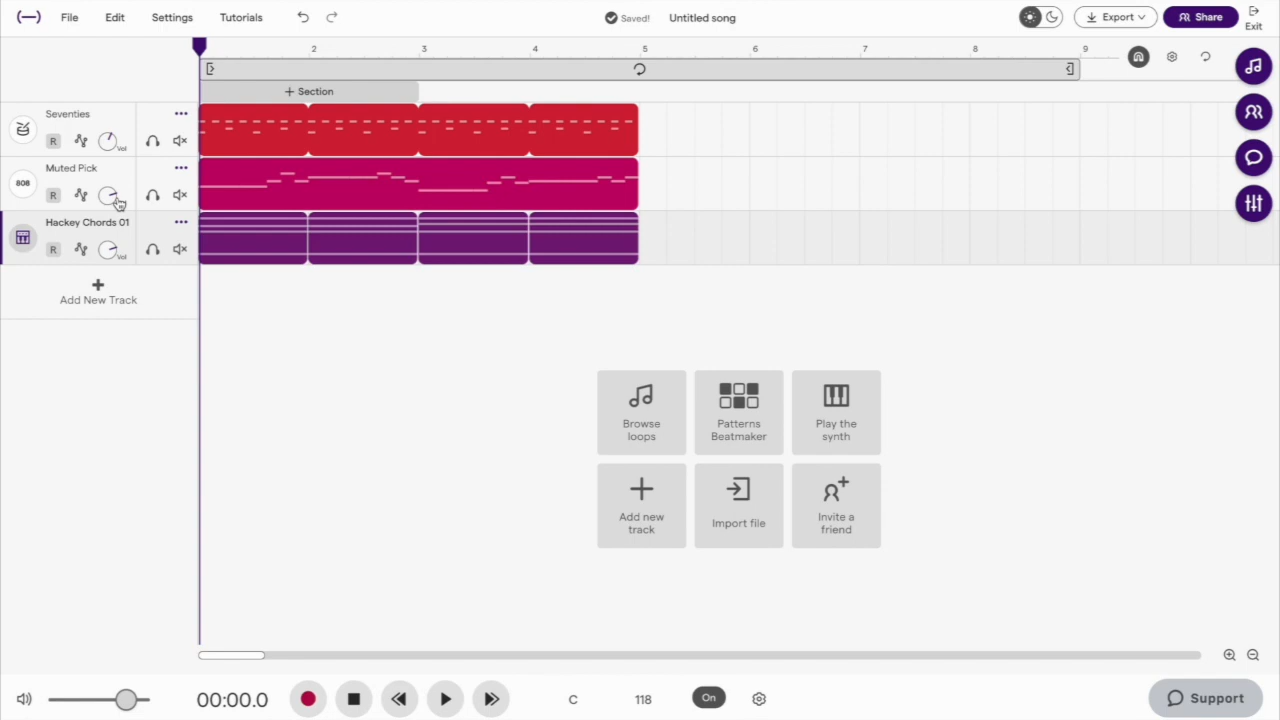 File Edit Settings Tutorials Saved! Untitled song Export Share Exit
2 3 4 5 6 7 8 9
+ Section
Seventies
R Vol
Muted Pick
808
R
Hackey Chords 01
R Vol
Add New Track
Browse
loops
Patterns
Beatmaker
Play the
synth
Add new
track
Import file
Invite a
friend
00:00.0 C 118 On Support